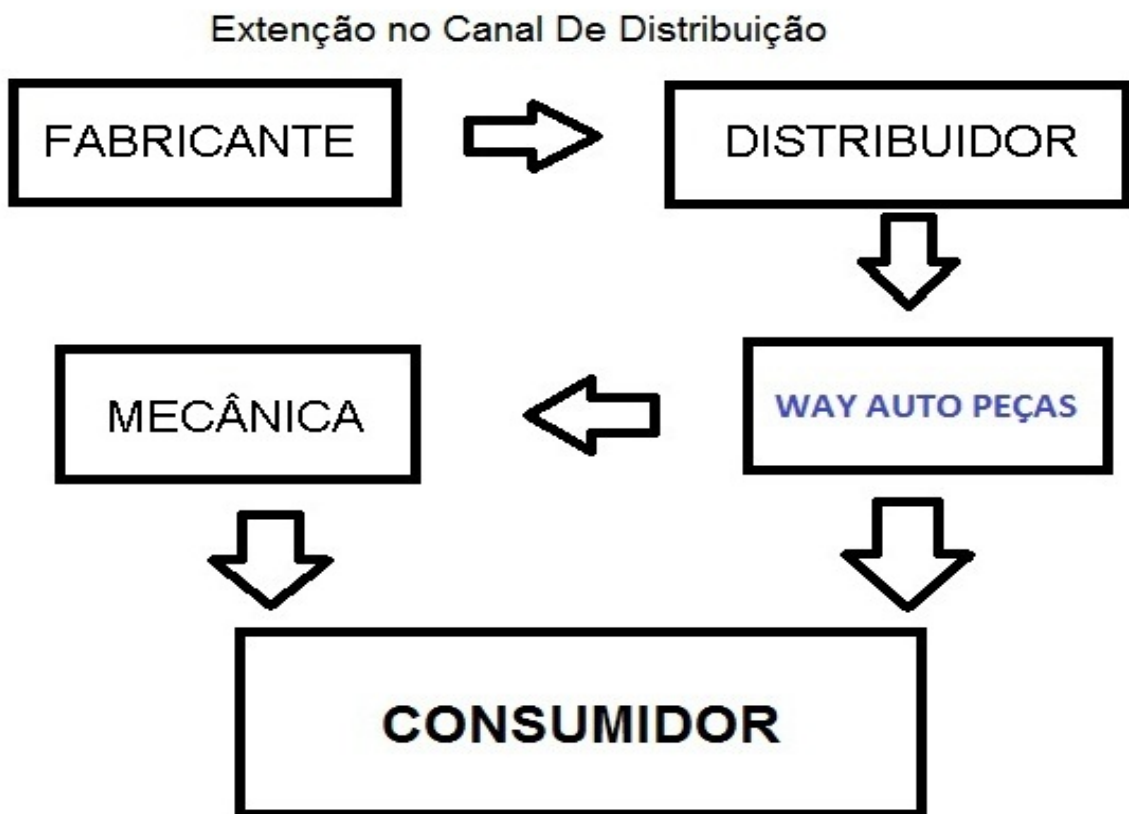 Extenção no Canal De Distribuição
FABRICANTE
DISTRIBUIDOR
MECÂNICA
WAY AUTO PEÇAS
CONSUMIDOR